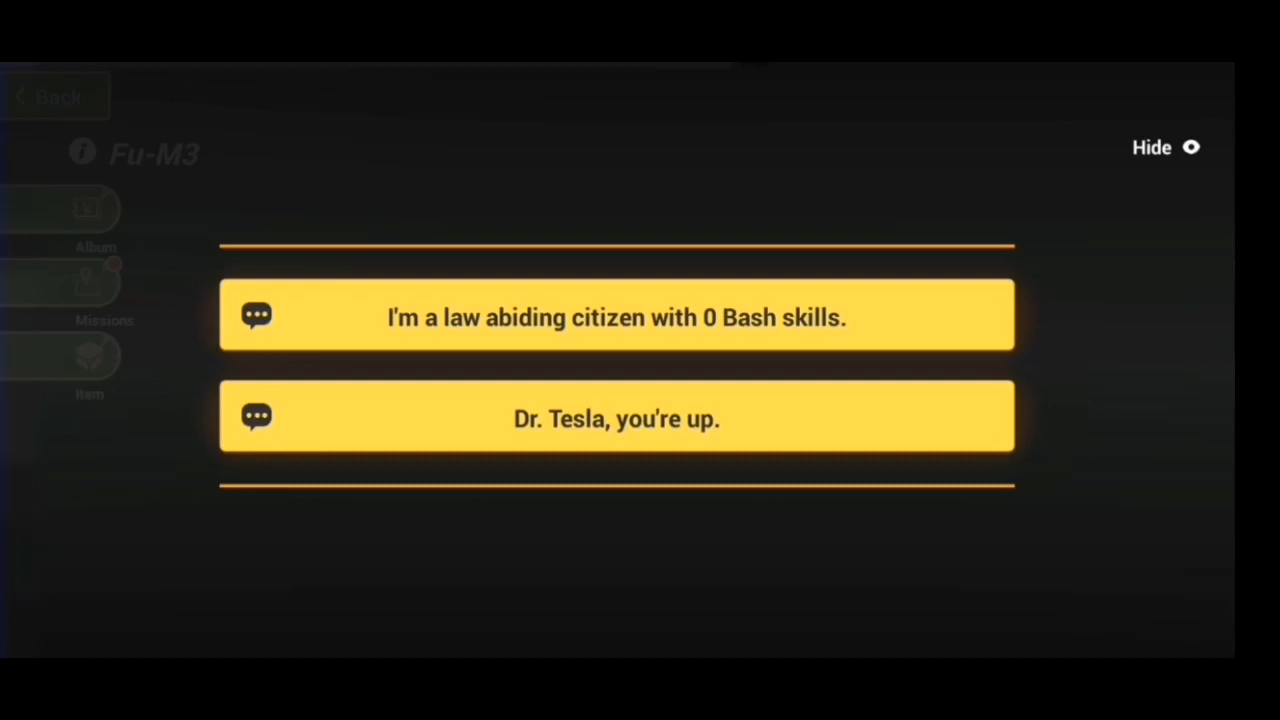 Back
Fu-M3
Hide
Album
Missions
Item
I'm a law abiding citizen with 0 Bash skills.
Dr. Tesla, you're up.